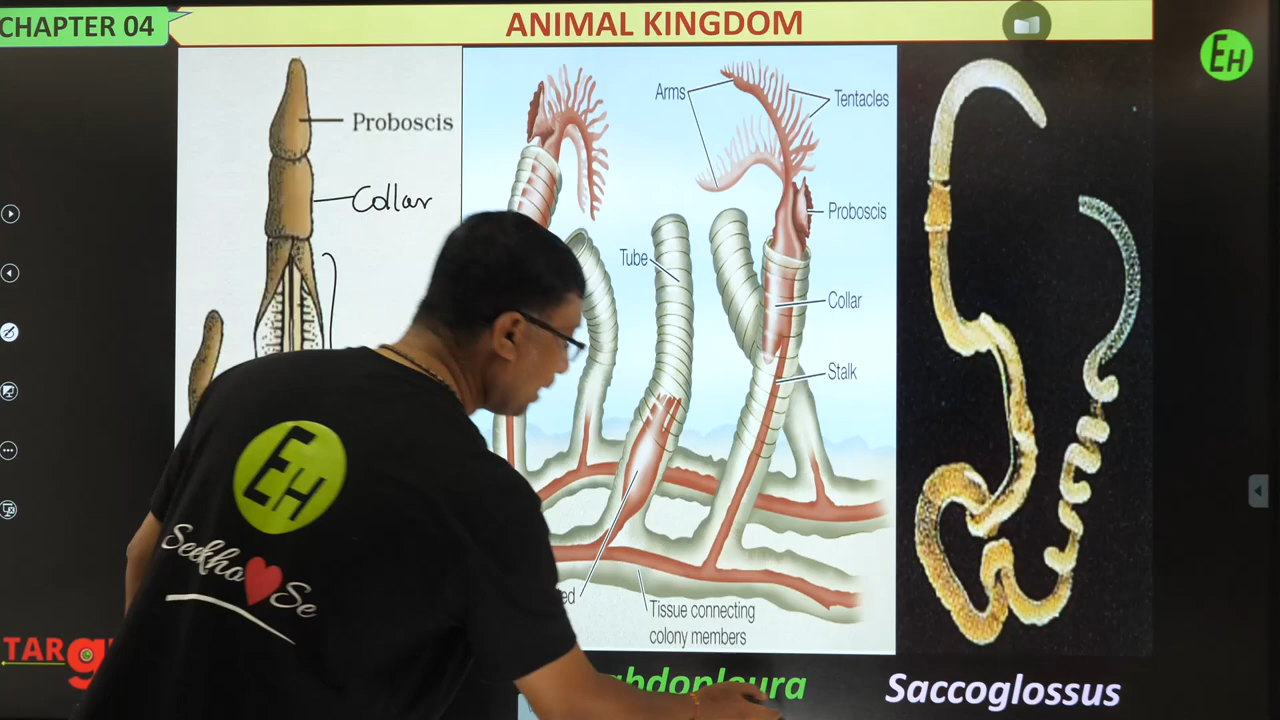 CHAPTER 04
ANIMAL KINGDOM
EH
Proboscis
Collar
Arms
Tentacles
Proboscis
Tube
Collar
Stalk
Tissue connecting
colony members
EH
Seekho
Se
Saccoglossus